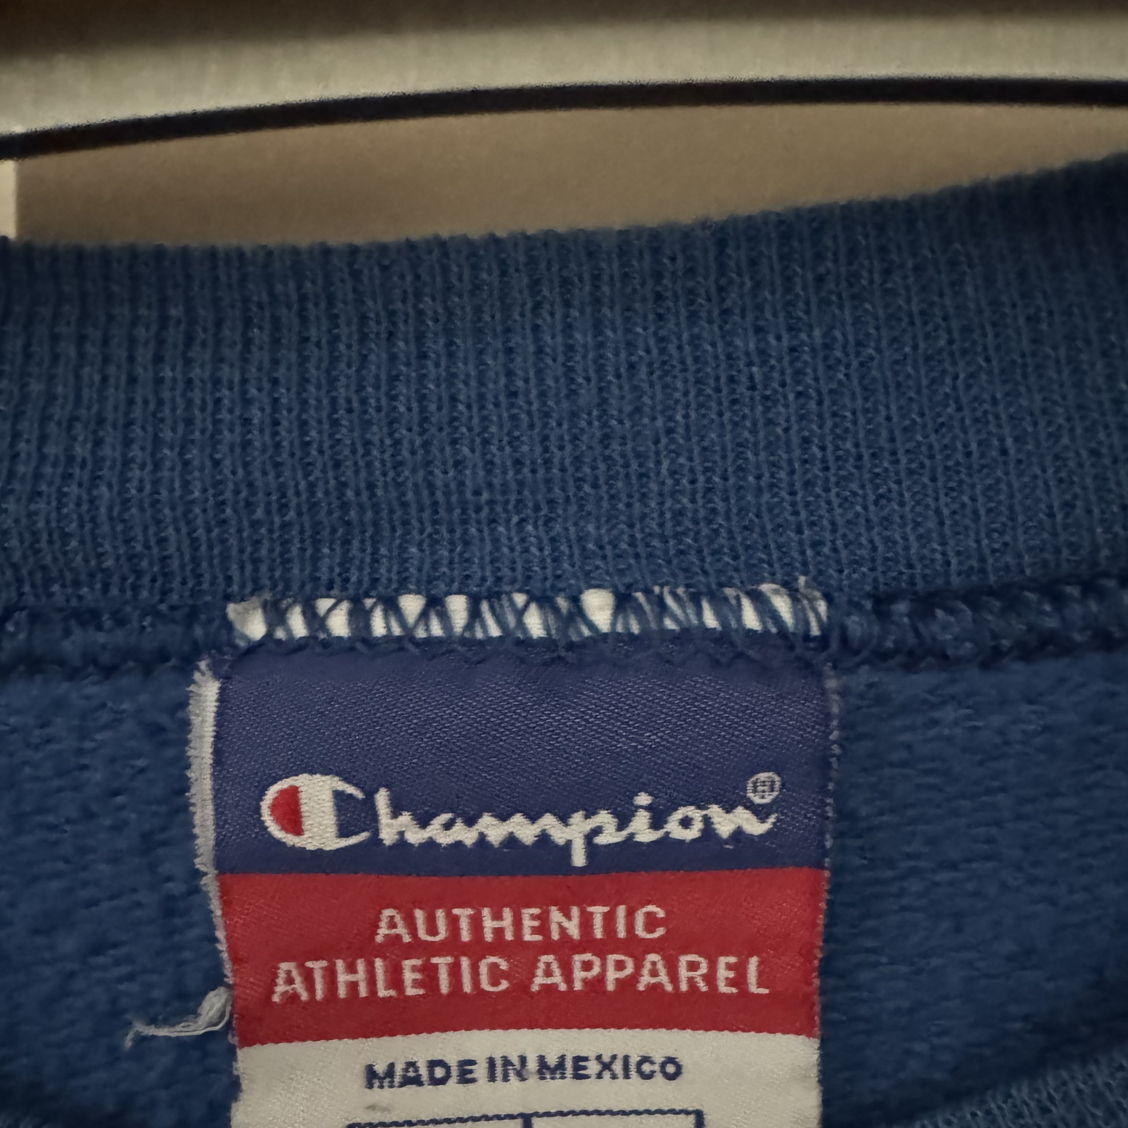 Champion®
AUTHENTIC
ATHLETIC APPAREL
MADE IN MEXICO